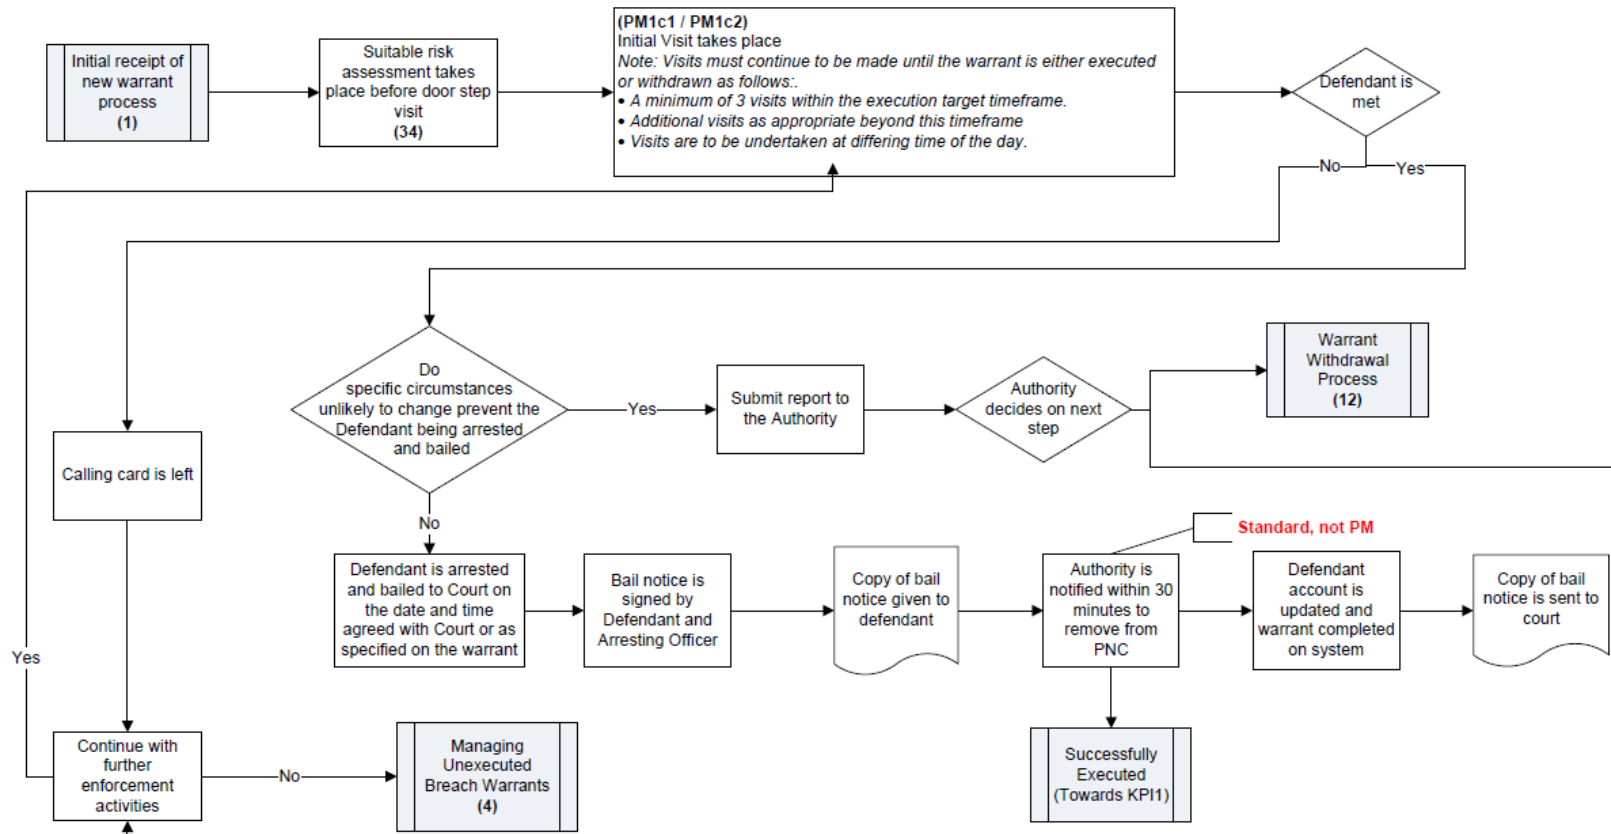 Initial receipt of
new warrant
process
(1)
Suitable risk
assessment takes
place before door step
visit
(34)
(PM1c1 / PM1c2)
Initial Visit takes place
Note: Visits must continue to be made until the warrant is either executed
or withdrawn as follows:.
• A minimum of 3 visits within the execution target timeframe.
• Additional visits as appropriate beyond this timeframe
• Visits are to be undertaken at differing time of the day.
Defendant is
met
No
Yes
Do
specific circumstances
unlikely to change prevent the
Defendant being arrested
and bailed
Yes
Submit report to
the Authority
Authority
decides on next
step
Warrant
Withdrawal
Process
(12)
Calling card is left
No
Standard, not PM
Defendant is arrested
and bailed to Court on
the date and time
agreed with Court or as
specified on the warrant
Bail notice is
signed by
Defendant and
Arresting Officer
Copy of bail
notice given to
defendant
Authority is
notified within 30
minutes to
remove from
PNC
Defendant
account is
updated and
warrant completed
on system
Copy of bail
notice is sent to
court
Yes
Continue with
further
enforcement
activities
No
Managing
Unexecuted
Breach Warrants
(4)
Successfully
Executed
(Towards KPI1)